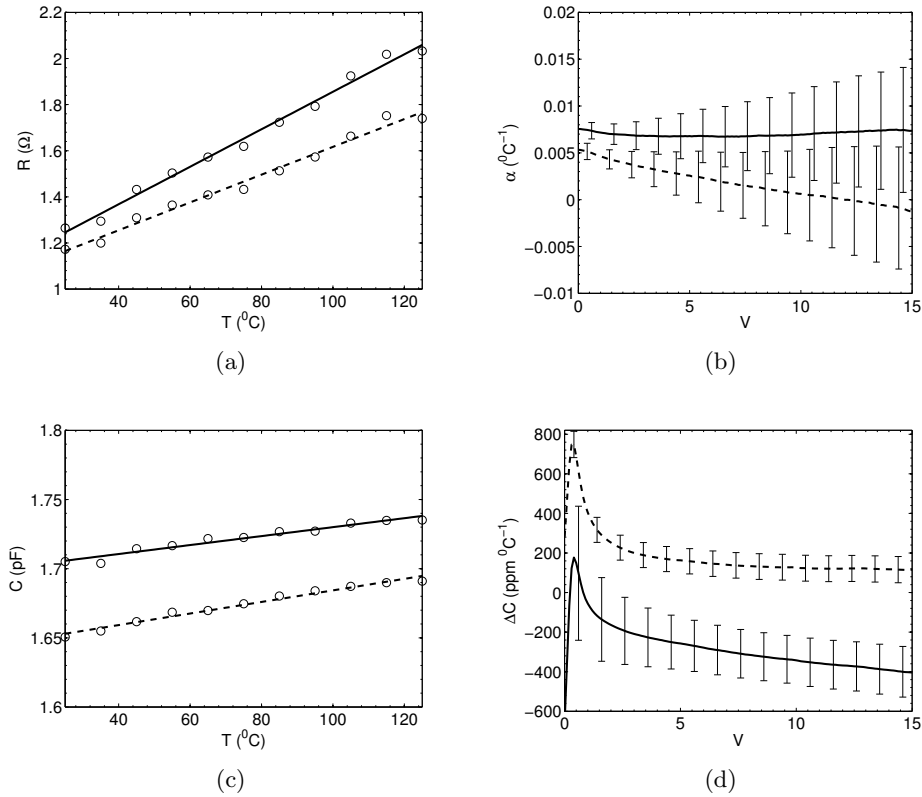 2.2
2
1.8
1.6
1.4
1.2
1
R (Ω)
40 60 80 100 120
T (⁰C)
(a)
0.02
0.015
0.01
0.005
0
−0.005
−0.01
α (⁰C⁻¹)
0 5 10 15
V
(b)
1.8
1.75
1.7
1.65
1.6
C (pF)
40 60 80 100 120
T (⁰C)
(c)
800
600
400
200
0
−200
−400
−600
ΔC (ppm ⁰C⁻¹)
0 5 10 15
V
(d)